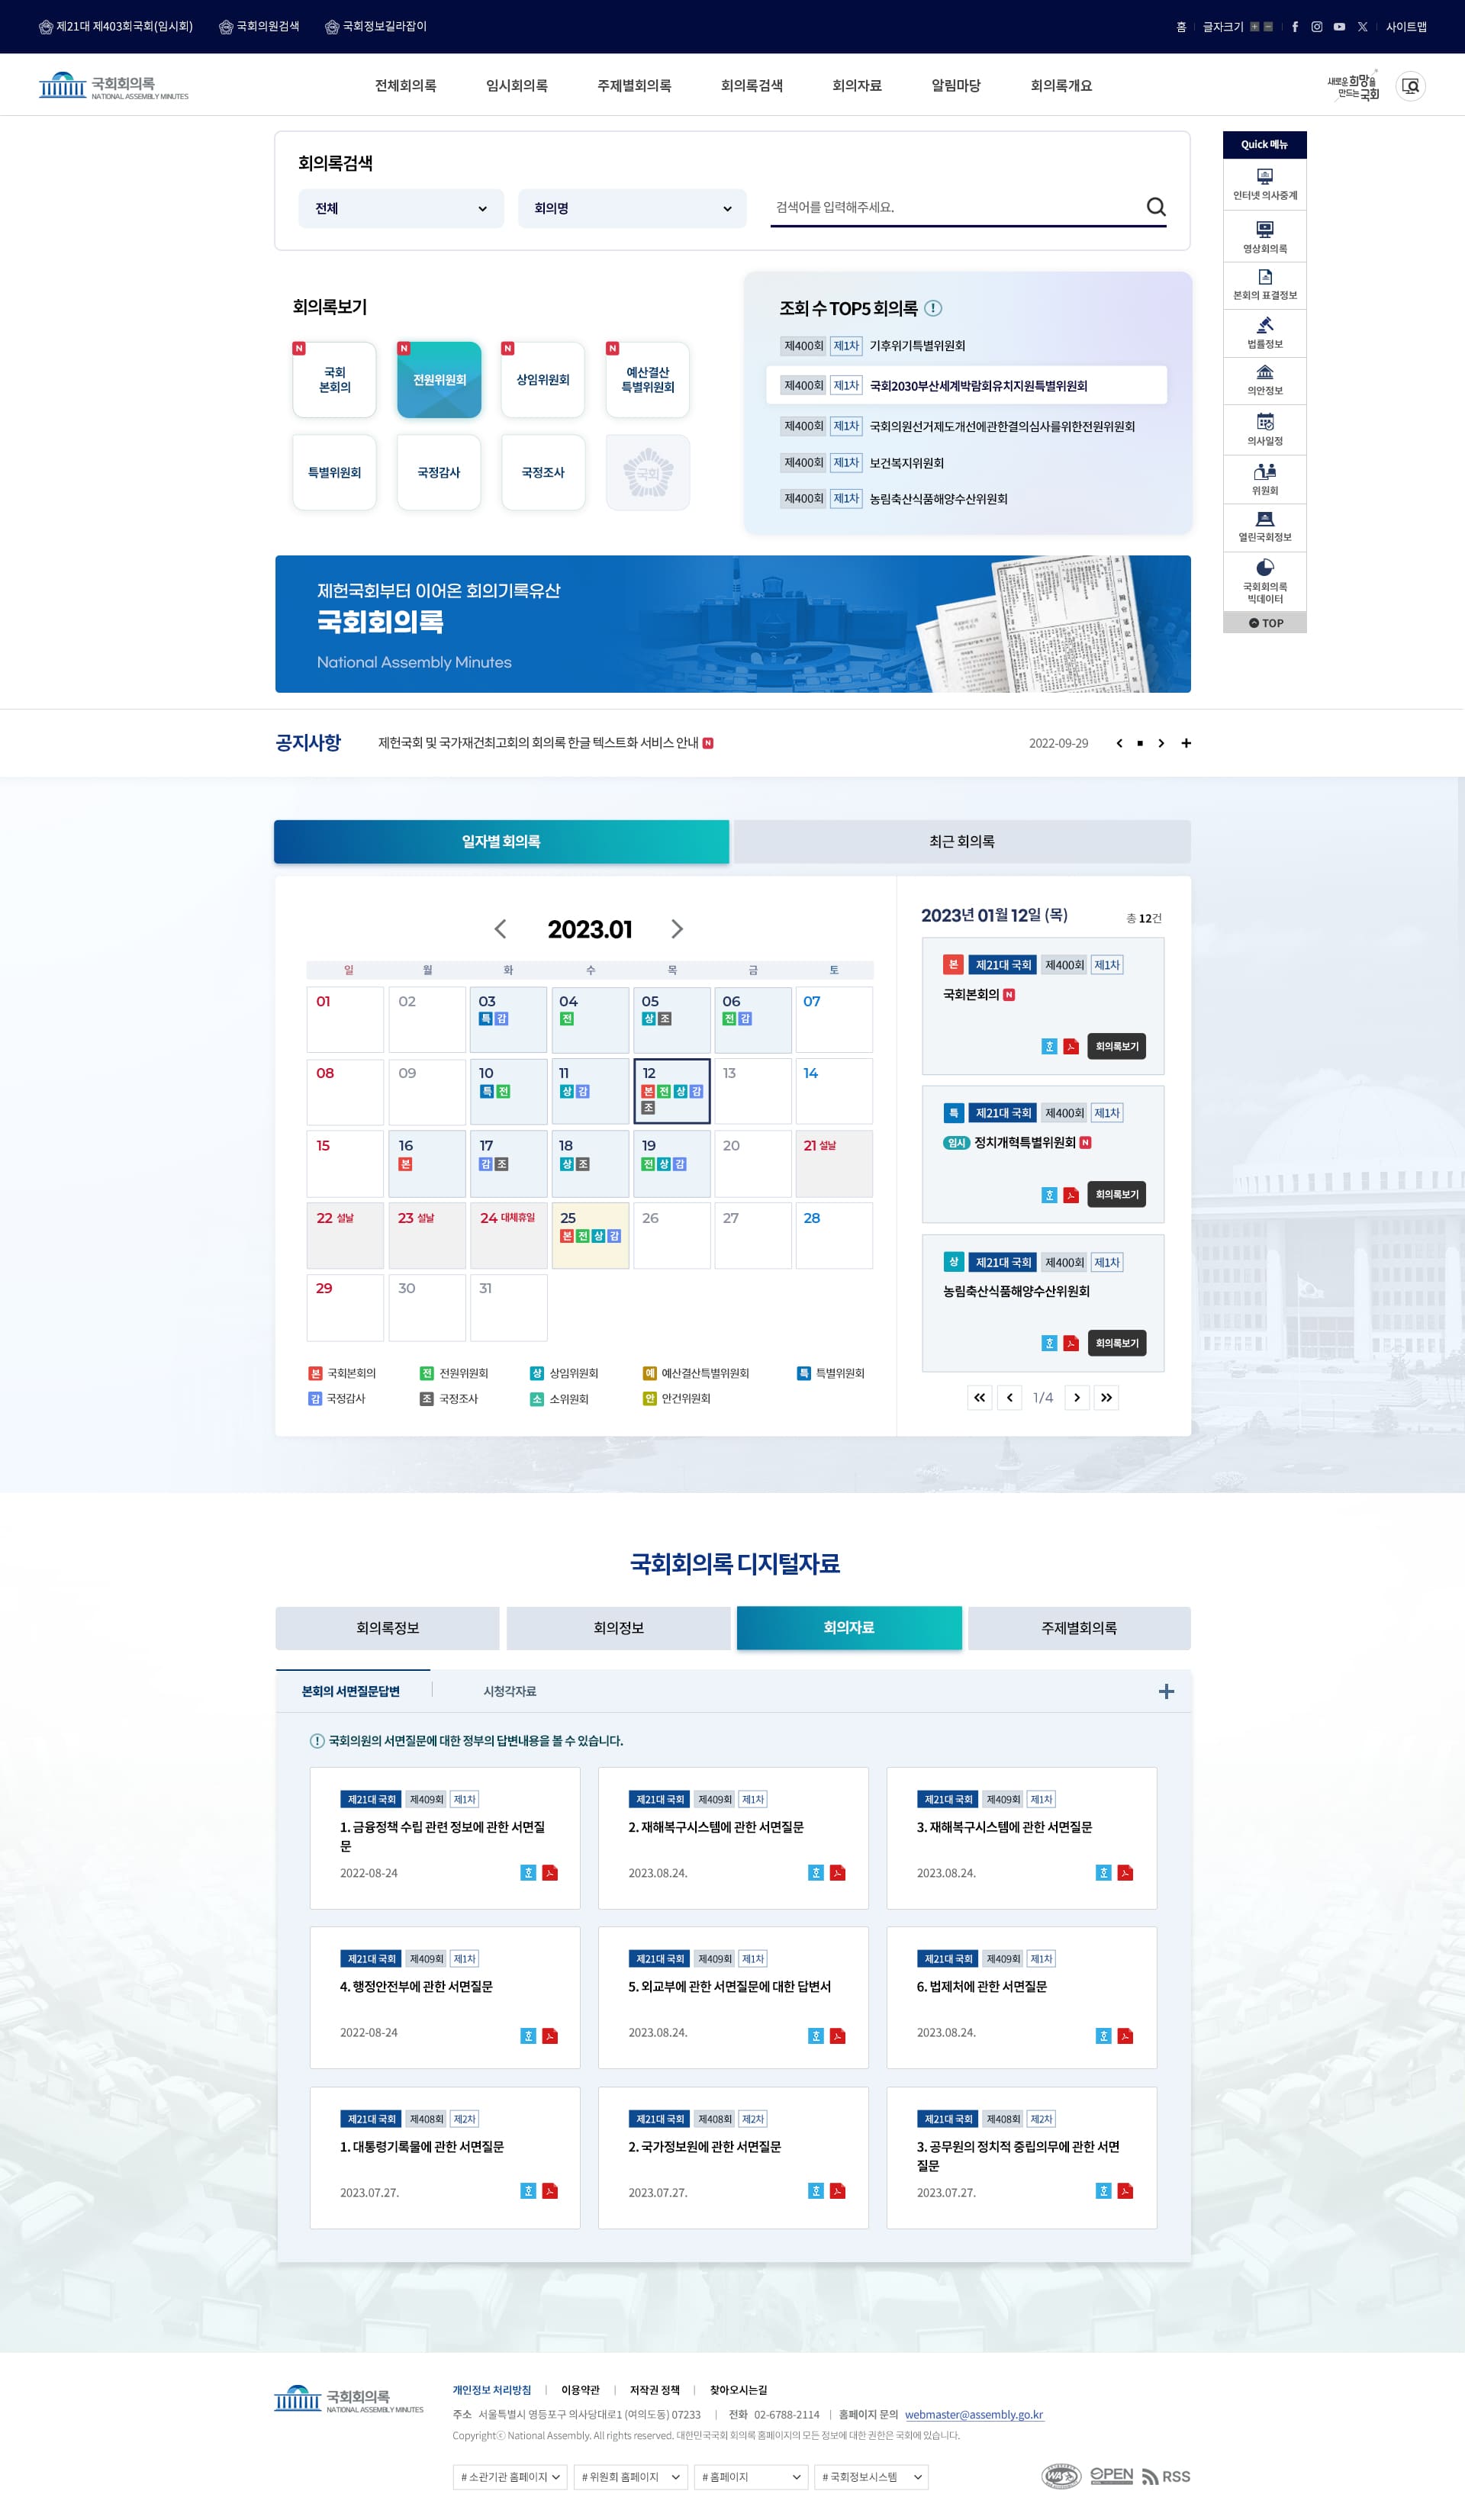 제21대 제403회국회(임시회)
국회의원검색
국회정보길라잡이
홈
글자크기
사이트맵
국회회의록
NATIONAL ASSEMBLY MINUTES
전체회의록
임시회의록
주제별회의록
회의록검색
회의자료
알림마당
회의록개요
새로운 희망을
만드는 국회
회의록검색
전체
회의명
검색어를 입력해주세요.
Quick 메뉴
인터넷 의사중계
영상회의록
본회의 표결정보
법률정보
의안정보
의사일정
위원회
열린국회정보
국회회의록
빅데이터
TOP
회의록보기
N
국회
본회의
N
전원위원회
N
상임위원회
N
예산결산
특별위원회
특별위원회
국정감사
국정조사
국회
조회 수 TOP5 회의록
제400회 제1차 기후위기특별위원회
제400회 제1차 국회2030부산세계박람회유치지원특별위원회
제400회 제1차 국회의원선거제도개선에관한결의심사를위한전원위원회
제400회 제1차 보건복지위원회
제400회 제1차 농림축산식품해양수산위원회
제헌국회부터 이어온 회의기록유산
국회회의록
National Assembly Minutes
공지사항
제헌국회 및 국가재건최고회의 회의록 한글 텍스트화 서비스 안내 N
2022-09-29
일자별 회의록
최근 회의록
2023.01
일 월 화 수 목 금 토
01 02 03 04 05 06 07
특 감 전 상 조 전 감
08 09 10 11 12 13 14
특 전 상 감 본 전 상 감
조
15 16 17 18 19 20 21 설날
본 감 조 상 조 전 상 감
22 설날 23 설날 24 대체휴일 25 26 27 28
본 전 상 감
29 30 31
본 국회본회의 전 전원위원회 상 상임위원회 예 예산결산특별위원회 특 특별위원회
감 국정감사 조 국정조사 소 소위원회 안 안건위원회
2023년 01월 12일 (목)
총 12건
본 제21대 국회 제400회 제1차
국회본회의 N
회의록보기
특 제21대 국회 제400회 제1차
임시 정치개혁특별위원회 N
회의록보기
상 제21대 국회 제400회 제1차
농림축산식품해양수산위원회
회의록보기
1/4
국회회의록 디지털자료
회의록정보
회의정보
회의자료
주제별회의록
본회의 서면질문답변
시청각자료
국회의원의 서면질문에 대한 정부의 답변내용을 볼 수 있습니다.
제21대 국회 제409회 제1차
1. 금융정책 수립 관련 정보에 관한 서면질
문
2022-08-24
제21대 국회 제409회 제1차
2. 재해복구시스템에 관한 서면질문
2023.08.24.
제21대 국회 제409회 제1차
3. 재해복구시스템에 관한 서면질문
2023.08.24.
제21대 국회 제409회 제1차
4. 행정안전부에 관한 서면질문
2022-08-24
제21대 국회 제409회 제1차
5. 외교부에 관한 서면질문에 대한 답변서
2023.08.24.
제21대 국회 제409회 제1차
6. 법제처에 관한 서면질문
2023.08.24.
제21대 국회 제408회 제2차
1. 대통령기록물에 관한 서면질문
2023.07.27.
제21대 국회 제408회 제2차
2. 국가정보원에 관한 서면질문
2023.07.27.
제21대 국회 제408회 제2차
3. 공무원의 정치적 중립의무에 관한 서면
질문
2023.07.27.
국회회의록
NATIONAL ASSEMBLY MINUTES
개인정보 처리방침 | 이용약관 | 저작권 정책 | 찾아오시는길
주소 서울특별시 영등포구 의사당대로1 (여의도동) 07233 | 전화 02-6788-2114 | 홈페이지 문의 webmaster@assembly.go.kr
Copyrightⓒ National Assembly. All rights reserved. 대한민국국회 회의록 홈페이지의 모든 정보에 대한 권한은 국회에 있습니다.
# 소관기관 홈페이지
# 위원회 홈페이지
# 홈페이지
# 국회정보시스템
WA
OPEN
RSS